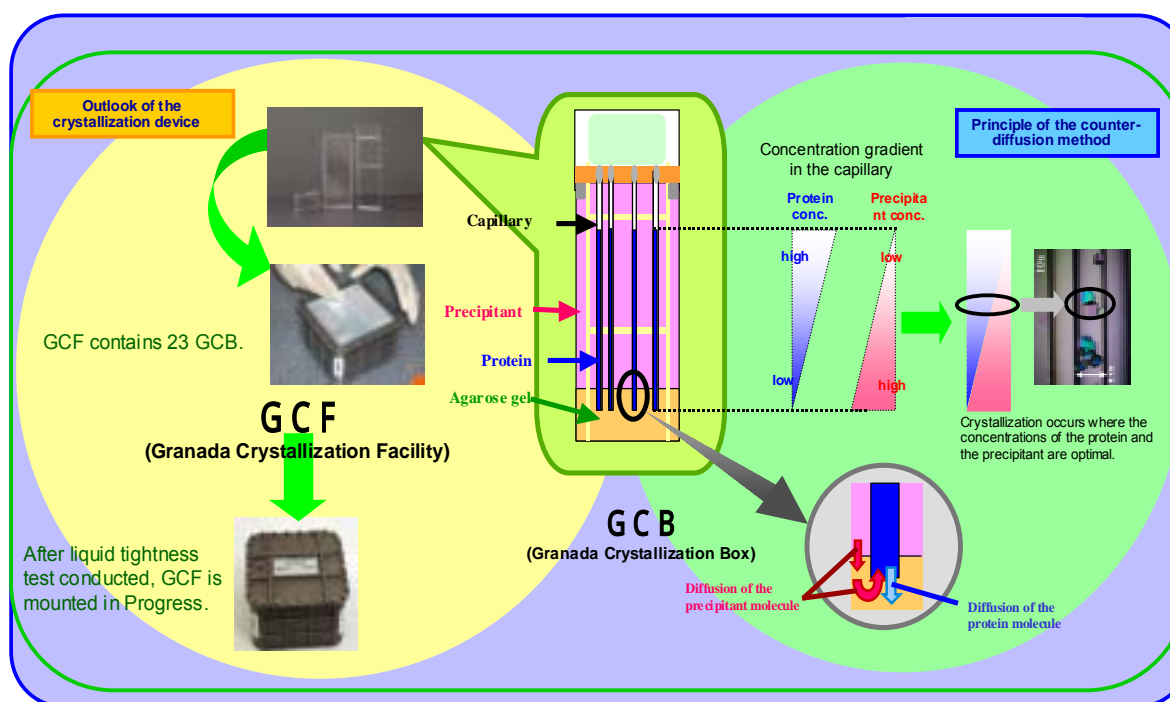 Outlook of the
crystallization device
GCF contains 23 GCB.
GCF
(Granada Crystallization Facility)
After liquid tightness
test conducted, GCF is
mounted in Progress.
Capillary
Precipitant
Protein
Agarose gel
GCB
(Granada Crystallization Box)
Principle of the counter-
diffusion method
Concentration gradient
in the capillary
Protein
conc.
Precipita
nt conc.
high
low
low
high
Crystallization occurs where the
concentrations of the protein and
the precipitant are optimal.
Diffusion of the
precipitant molecule
Diffusion of the
protein molecule